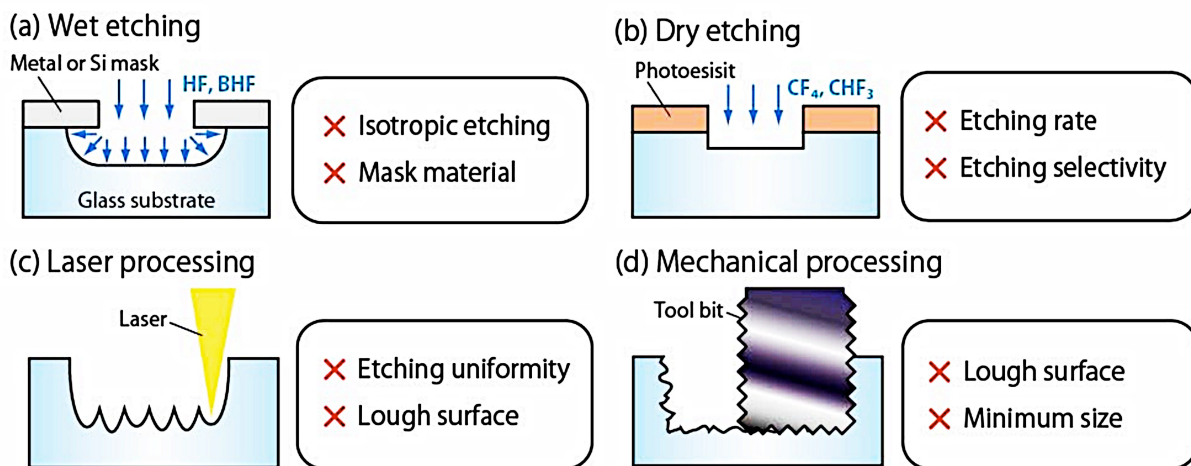 (a) Wet etching
Metal or Si mask
HF, BHF
Glass substrate
✕ Isotropic etching
✕ Mask material
(b) Dry etching
Photoesisit
CF₄, CHF₃
✕ Etching rate
✕ Etching selectivity
(c) Laser processing
Laser
✕ Etching uniformity
✕ Lough surface
(d) Mechanical processing
Tool bit
✕ Lough surface
✕ Minimum size